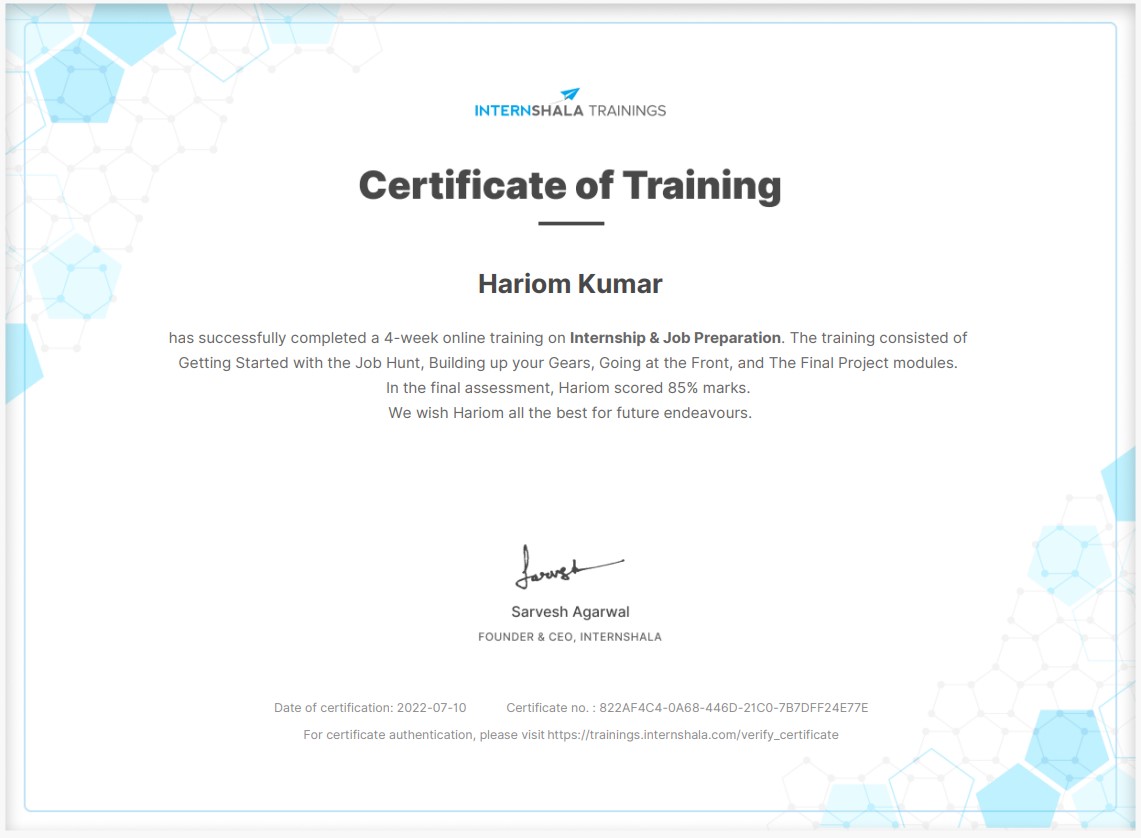 INTERNSHALA TRAININGS
Certificate of Training
Hariom Kumar
has successfully completed a 4-week online training on Internship & Job Preparation. The training consisted of
Getting Started with the Job Hunt, Building up your Gears, Going at the Front, and The Final Project modules.
In the final assessment, Hariom scored 85% marks.
We wish Hariom all the best for future endeavours.
Sarvesh
Sarvesh Agarwal
FOUNDER & CEO, INTERNSHALA
Date of certification: 2022-07-10 Certificate no. : 822AF4C4-0A68-446D-21C0-7B7DFF24E77E
For certificate authentication, please visit https://trainings.internshala.com/verify_certificate